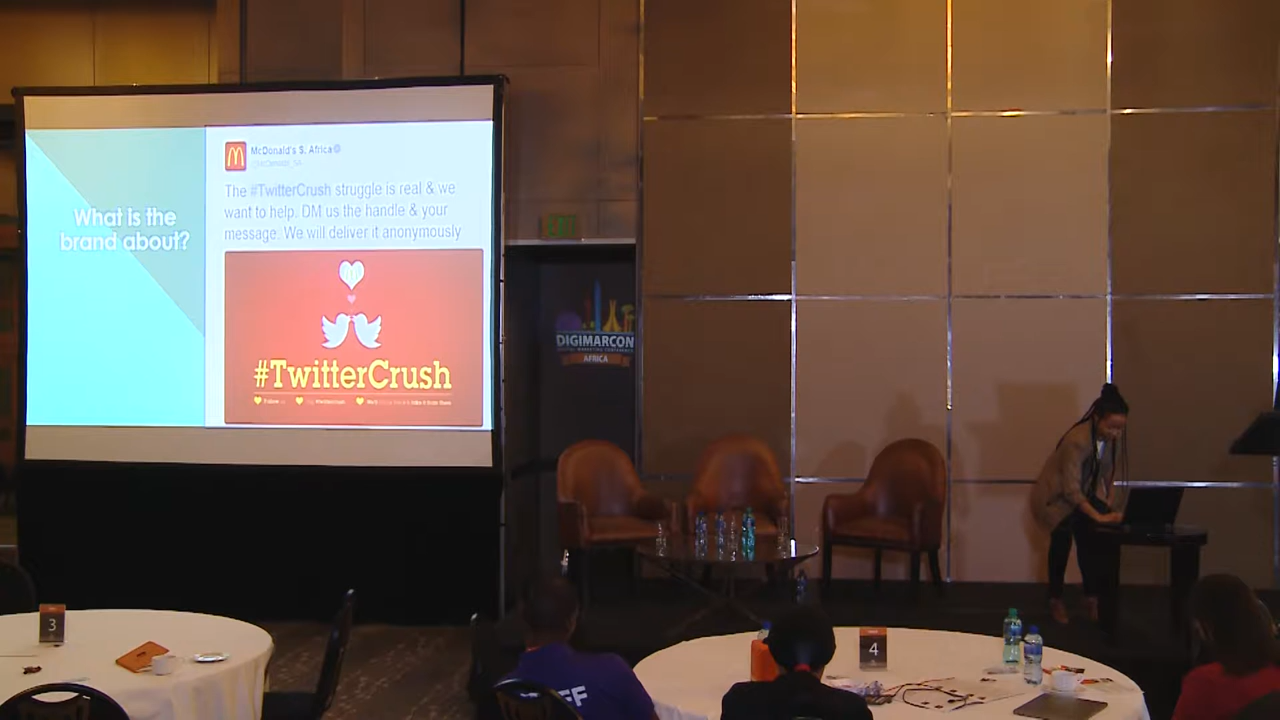 What is the
brand about?
McDonald's S. Africa
The #TwitterCrush struggle is real & we
want to help. DM us the handle & your
message. We will deliver it anonymously
#TwitterCrush
DIGIMARCON
AFRICA
3
4